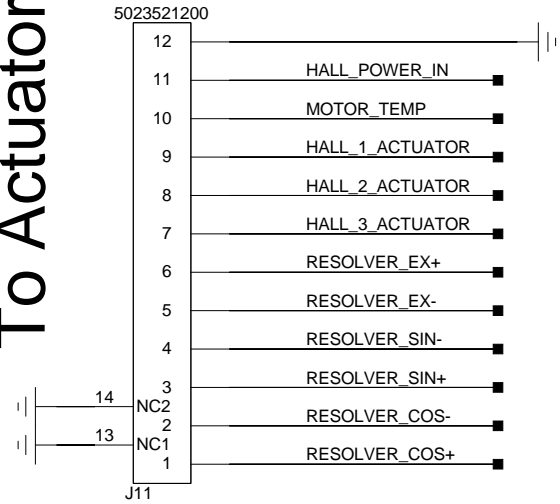 To Actuator
5023521200
12
11 HALL_POWER_IN
10 MOTOR_TEMP
9 HALL_1_ACTUATOR
8 HALL_2_ACTUATOR
7 HALL_3_ACTUATOR
6 RESOLVER_EX+
5 RESOLVER_EX-
4 RESOLVER_SIN-
3 RESOLVER_SIN+
14 NC2
2 RESOLVER_COS-
13 NC1
1 RESOLVER_COS+
J11